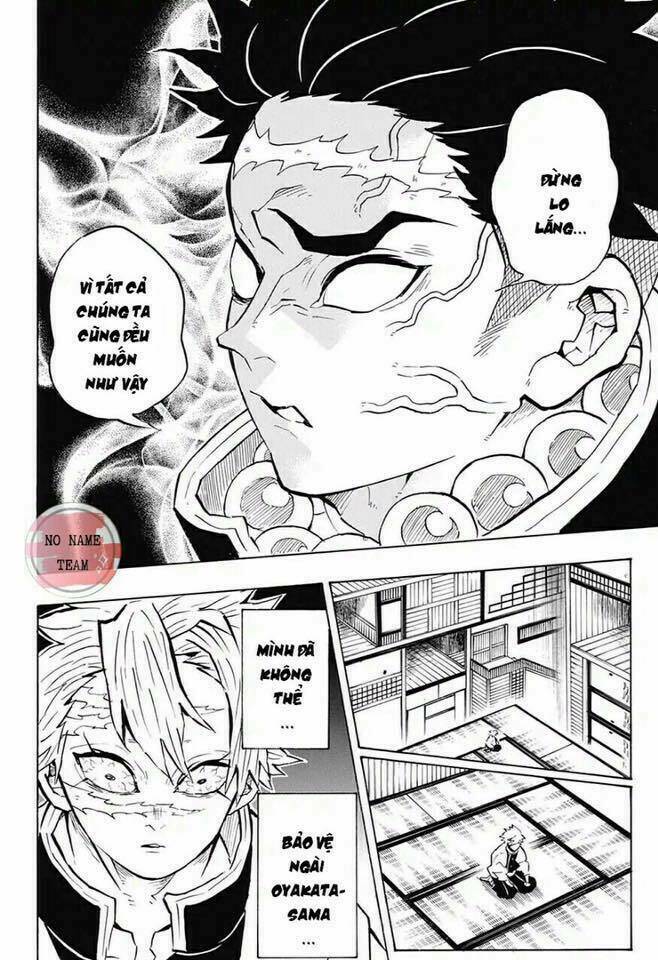 ĐỪNG
LO
LẮNG...
VÌ TẤT CẢ
CHÚNG TA
CŨNG ĐỀU
MUỐN
NHƯ VẬY
NO NAME
TEAM
MÌNH ĐÃ
KHÔNG
THỂ
...
BẢO VỆ
NGÀI
OYAKATA-
SAMA
...